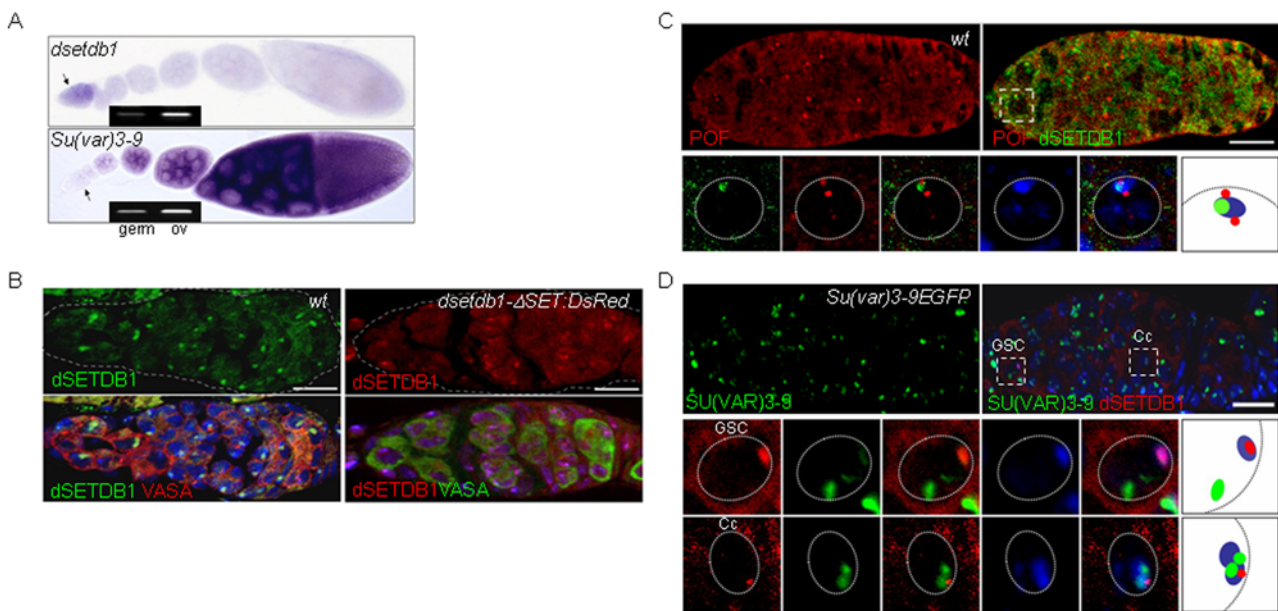 A
dsetdb1
Su(var)3-9
germ ov
B
wt
dsetdb1-ΔSET:DsRed
dSETDB1
dSETDB1
dSETDB1 VASA
dSETDB1 VASA
C
wt
POF
POF dSETDB1
D
Su(var)3-9EGFP
GSC
Cc
SU(VAR)3-9
SU(VAR)3-9 dSETDB1
GSC
Cc